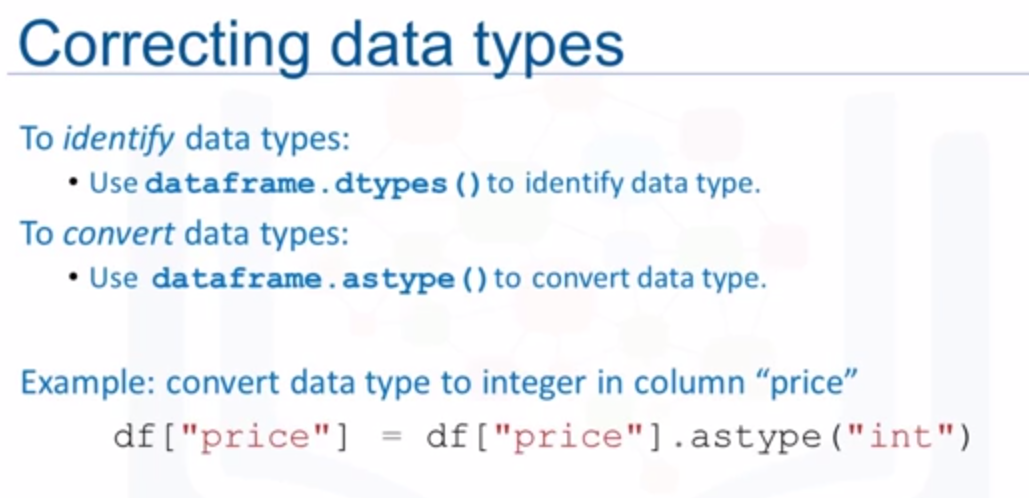 Correcting data types
To identify data types:
• Use dataframe.dtypes() to identify data type.
To convert data types:
• Use dataframe.astype() to convert data type.
Example: convert data type to integer in column “price”
df["price"] = df["price"].astype("int")